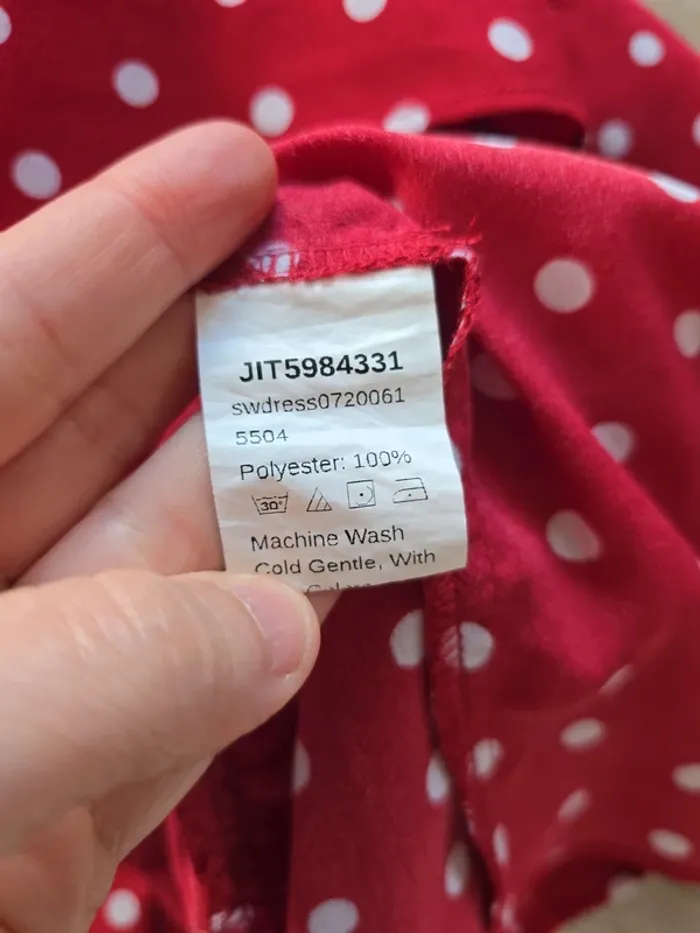 JIT5984331
swdress0720061
5504
Polyester: 100%
30°
Machine Wash
Cold Gentle, With